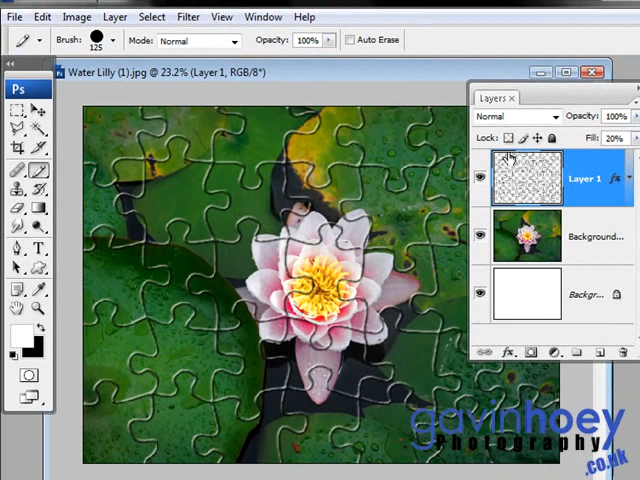 File Edit Image Layer Select Filter View Window Help
Brush: 125 Mode: Normal Opacity: 100% Auto Erase
Ps
Water Lilly (1).jpg @ 23.2% (Layer 1, RGB/8*)
Layers
Normal Opacity: 100%
Lock: Fill: 20%
Layer 1 fx
Background...
Backgr...
fx.
T
gavinhoey
Photography
.co.uk